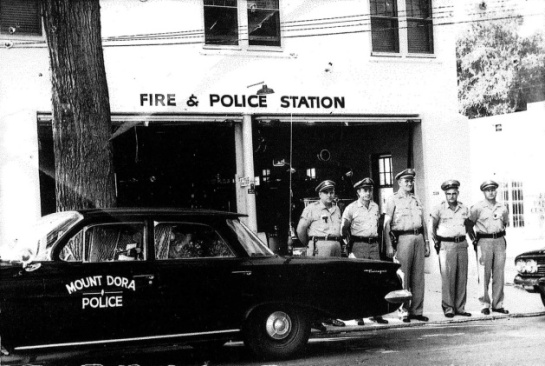 FIRE & POLICE STATION
MOUNT DORA
POLICE